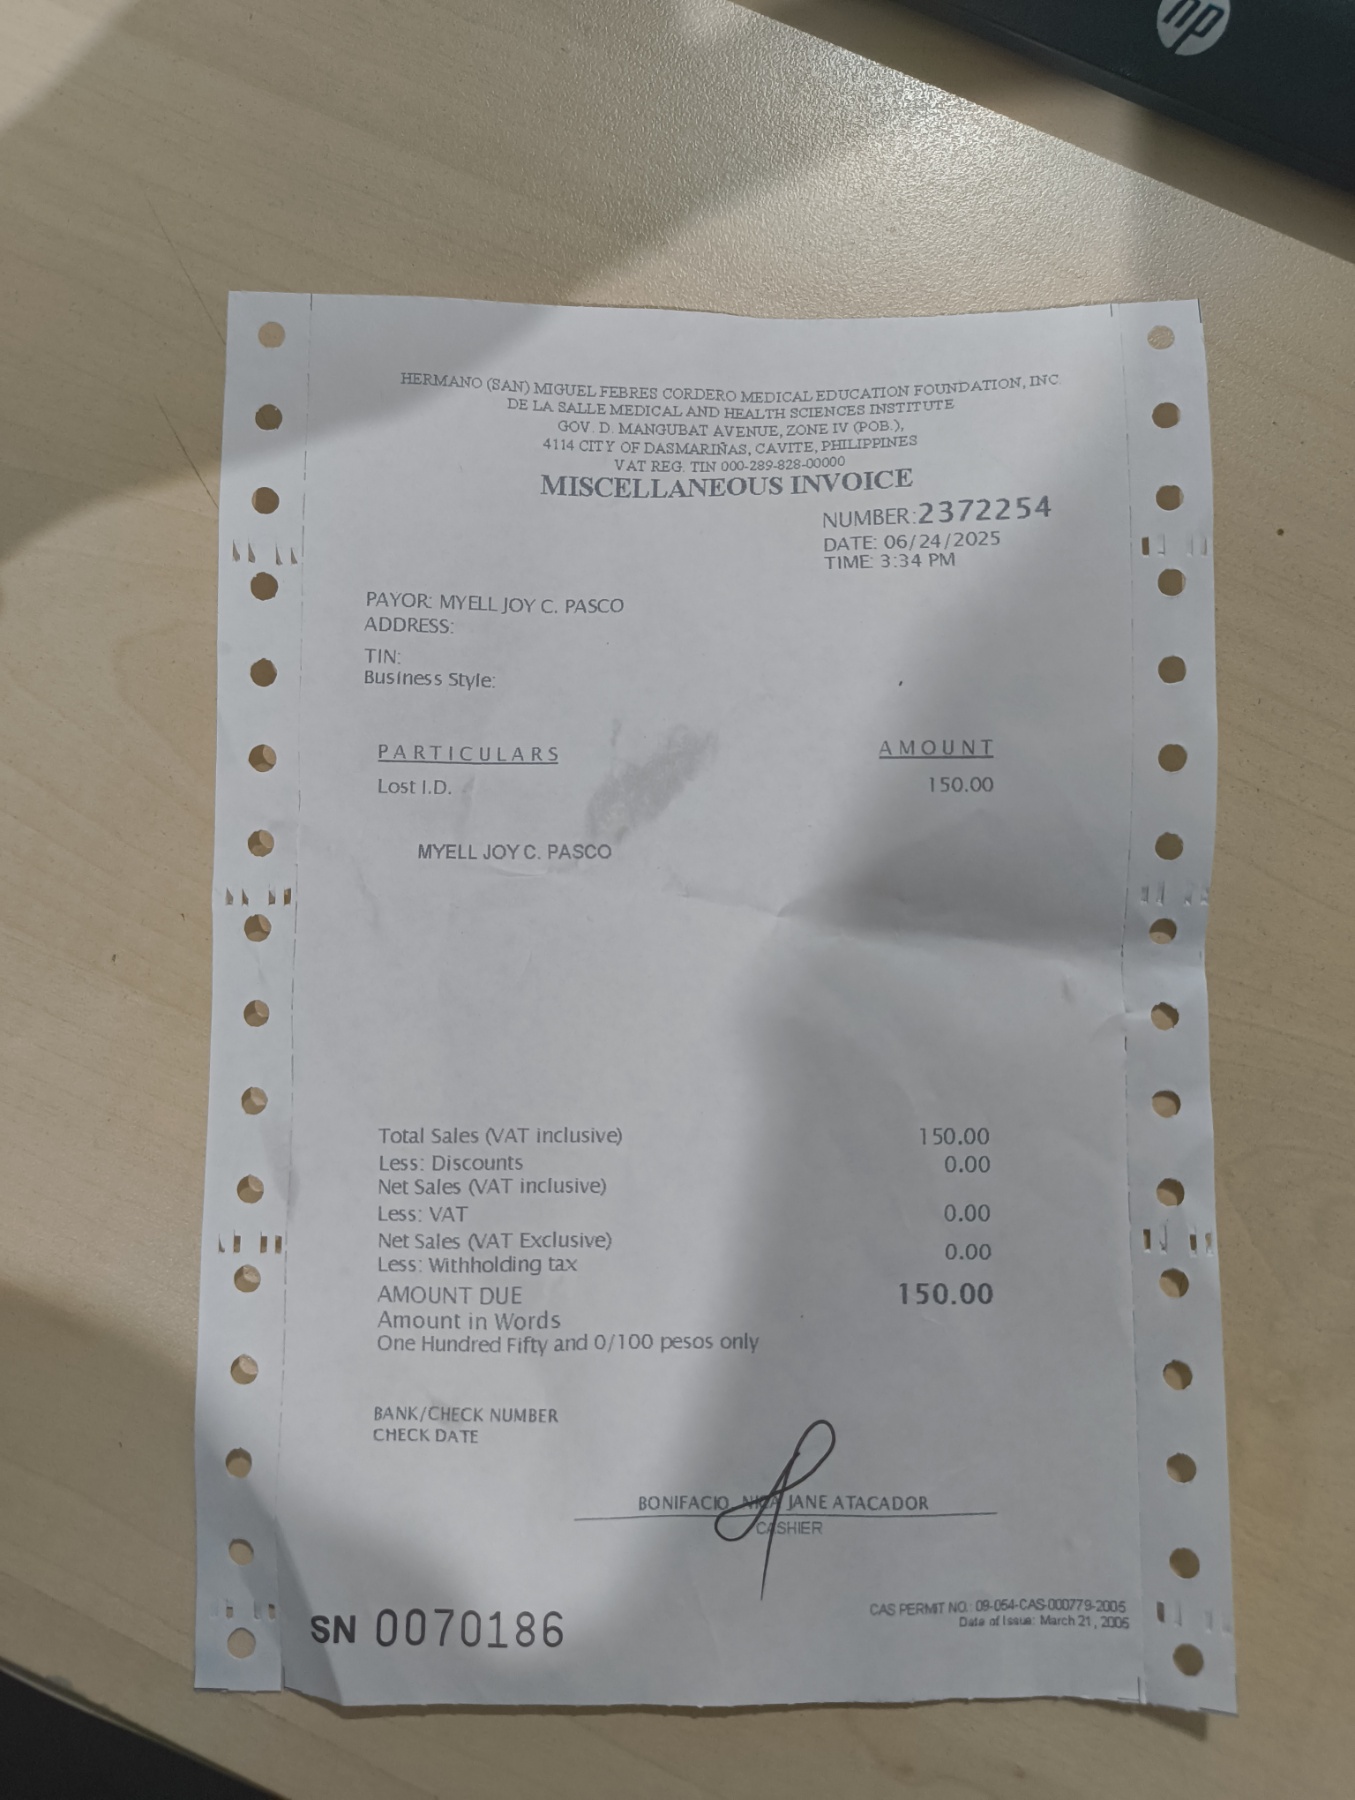 hp
HERMANO (SAN) MIGUEL FEBRES CORDERO MEDICAL EDUCATION FOUNDATION, INC.
DE LA SALLE MEDICAL AND HEALTH SCIENCES INSTITUTE
GOV. D. MANGUBAT AVENUE, ZONE IV (POB.),
4114 CITY OF DASMARIÑAS, CAVITE, PHILIPPINES
VAT REG. TIN 000-289-828-00000
MISCELLANEOUS INVOICE
NUMBER:2372254
DATE: 06/24/2025
TIME: 3:34 PM
PAYOR: MYELL JOY C. PASCO
ADDRESS:
TIN:
Business Style:
PARTICULARS AMOUNT
Lost I.D. 150.00
MYELL JOY C. PASCO
Total Sales (VAT inclusive) 150.00
Less: Discounts 0.00
Net Sales (VAT inclusive)
Less: VAT 0.00
Net Sales (VAT Exclusive)
Less: Withholding tax 0.00
AMOUNT DUE 150.00
Amount in Words
One Hundred Fifty and 0/100 pesos only
BANK/CHECK NUMBER
CHECK DATE
BONIFACIO, JANE ATACADOR
CASHIER
SN 0070186
CAS PERMIT NO.: 09-054-CAS-000779-2005
Date of Issue: March 21, 2005